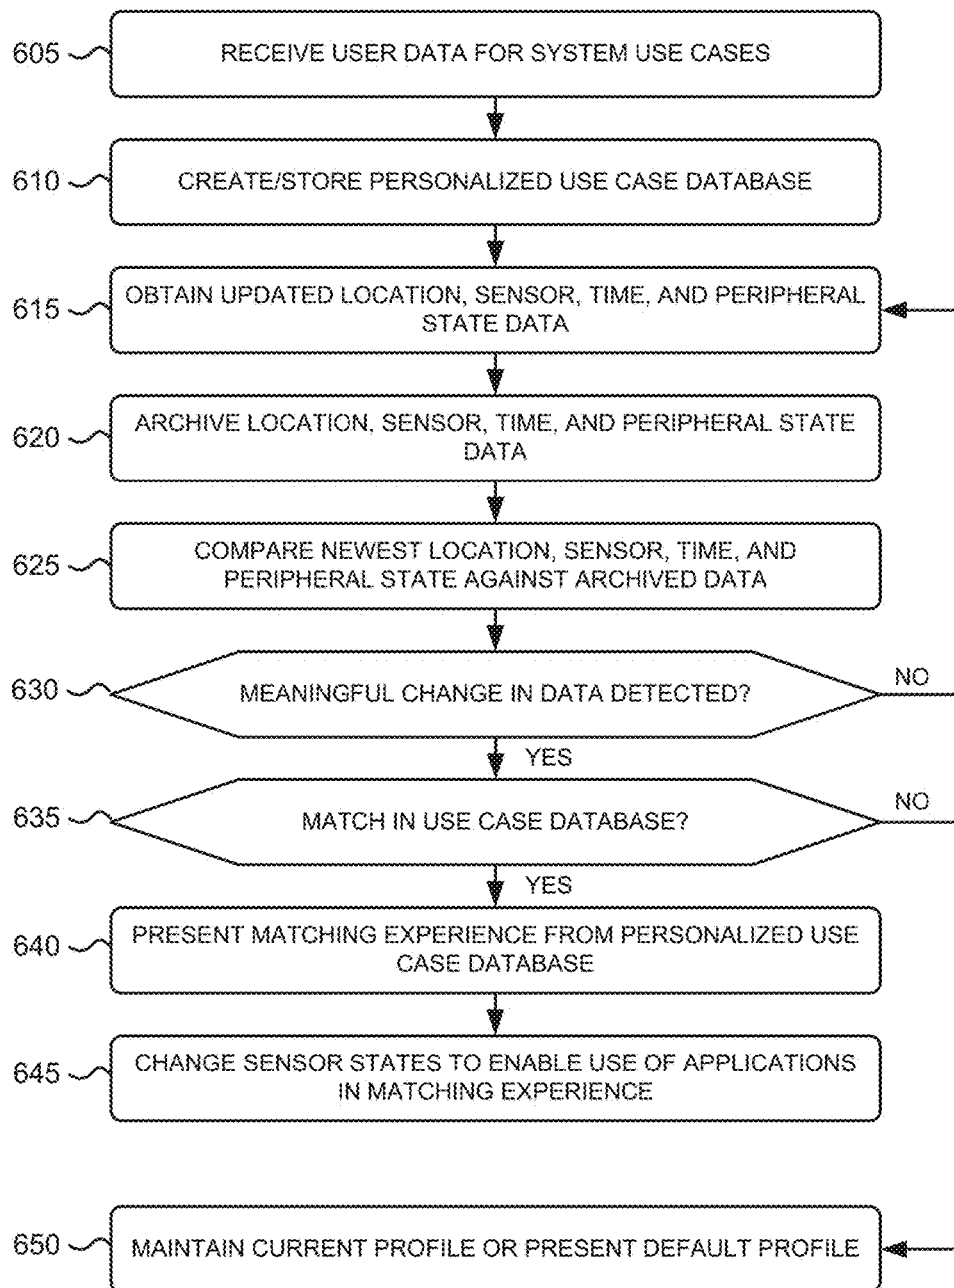 605
RECEIVE USER DATA FOR SYSTEM USE CASES
610
CREATE/STORE PERSONALIZED USE CASE DATABASE
615
OBTAIN UPDATED LOCATION, SENSOR, TIME, AND PERIPHERAL
STATE DATA
620
ARCHIVE LOCATION, SENSOR, TIME, AND PERIPHERAL STATE
DATA
625
COMPARE NEWEST LOCATION, SENSOR, TIME, AND
PERIPHERAL STATE AGAINST ARCHIVED DATA
630
MEANINGFUL CHANGE IN DATA DETECTED?
NO
YES
635
MATCH IN USE CASE DATABASE?
NO
YES
640
PRESENT MATCHING EXPERIENCE FROM PERSONALIZED USE
CASE DATABASE
645
CHANGE SENSOR STATES TO ENABLE USE OF APPLICATIONS
IN MATCHING EXPERIENCE
650
MAINTAIN CURRENT PROFILE OR PRESENT DEFAULT PROFILE